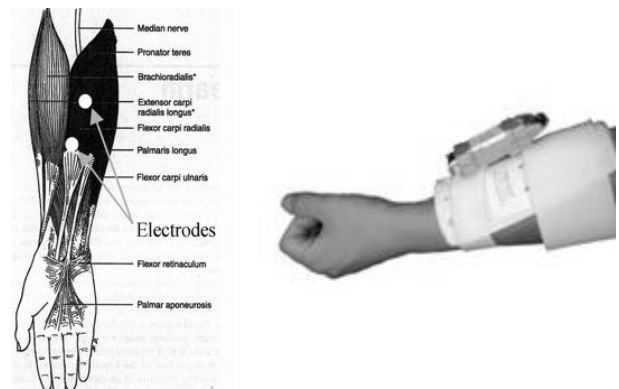 Median nerve
Pronator teres
Brachioradialis*
Extensor carpi
radialis longus*
Flexor carpi radialis
Palmaris longus
Flexor carpi ulnaris
Electrodes
Flexor retinaculum
Palmar aponeurosis